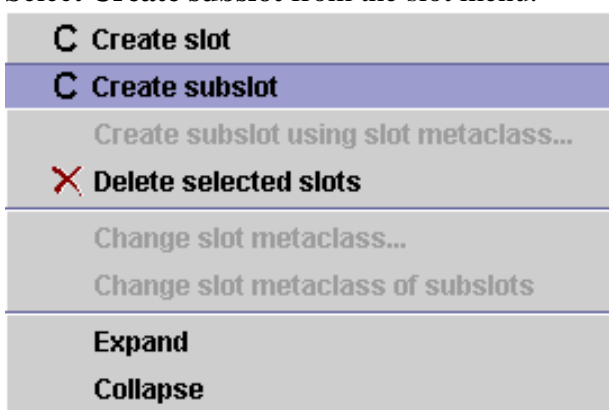 Select Create subslot from the slot menu.
C Create slot
C Create subslot
Create subslot using slot metaclass...
Delete selected slots
Change slot metaclass...
Change slot metaclass of subslots
Expand
Collapse